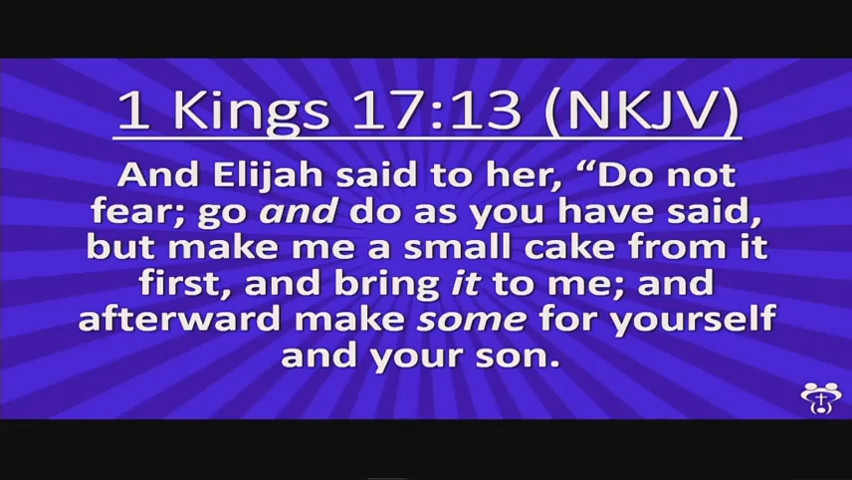 1 Kings 17:13 (NKJV)
And Elijah said to her, “Do not
fear; go and do as you have said,
but make me a small cake from it
first, and bring it to me; and
afterward make some for yourself
and your son.